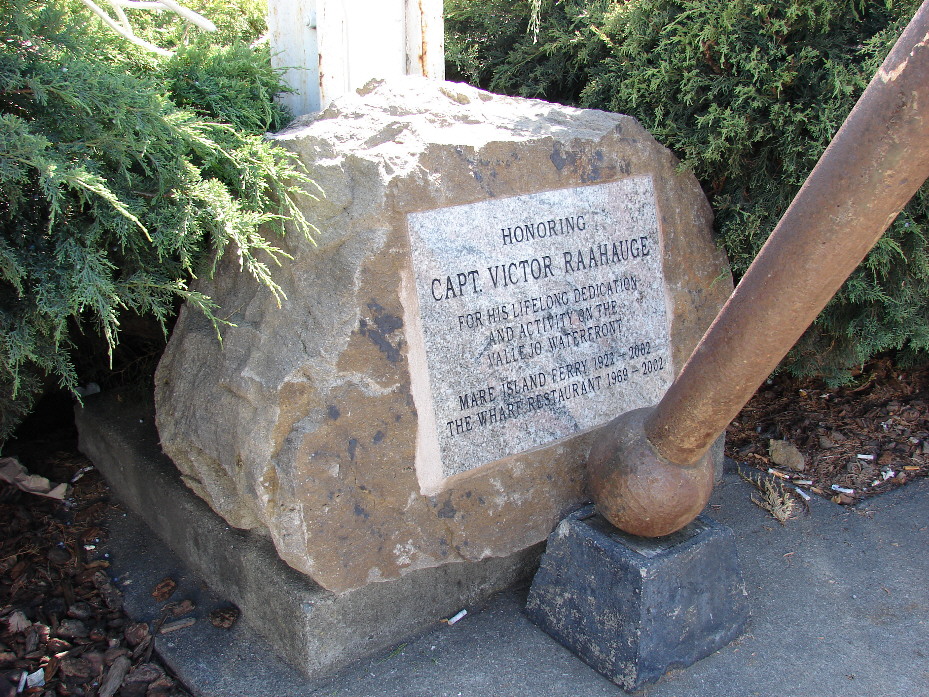 HONORING
CAPT. VICTOR RAAHAUGE
FOR HIS LIFELONG DEDICATION
AND ACTIVITY ON THE
VALLEJO WATERFRONT
MARE ISLAND FERRY 1928 - 2002
THE WHARF RESTAURANT 1969 - 2002